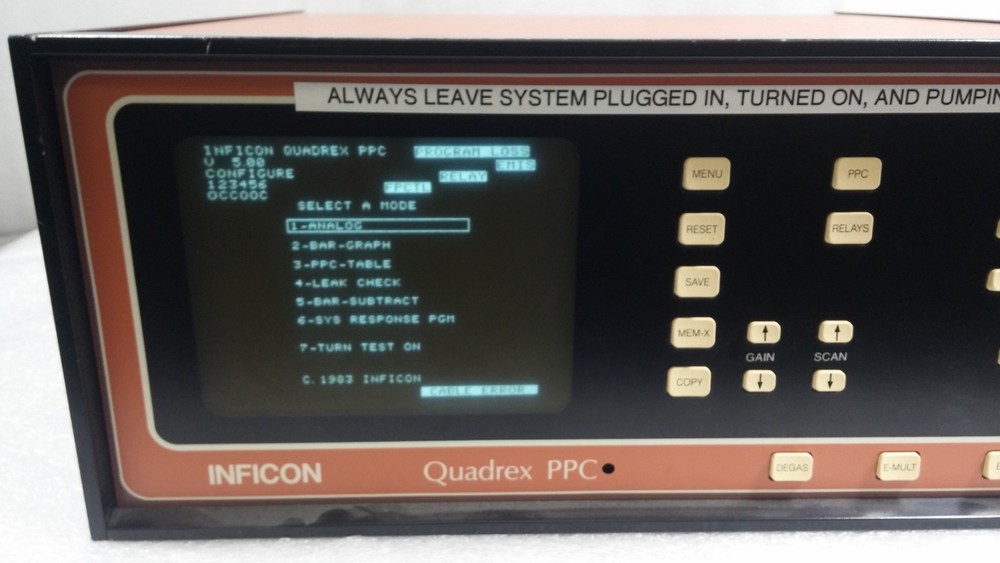 ALWAYS LEAVE SYSTEM PLUGGED IN, TURNED ON, AND PUMPIN
INFICON QUADREX PPC PROGRAM LOSS
V 5.00 EMIS
CONFIGURE RELAY
123456 FPCTL
OCCOOC
SELECT A MODE
1-ANALOG
2-BAR-GRAPH
3-PPC-TABLE
4-LEAK CHECK
5-BAR-SUBTRACT
6-SYS RESPONSE PGM
7-TURN TEST ON
C.1983 INFICON
CABLE ERROR
MENU PPC
RESET RELAYS
SAVE
MEM-X
GAIN SCAN
COPY
INFICON Quadrex PPC
DEGAS E-MULT